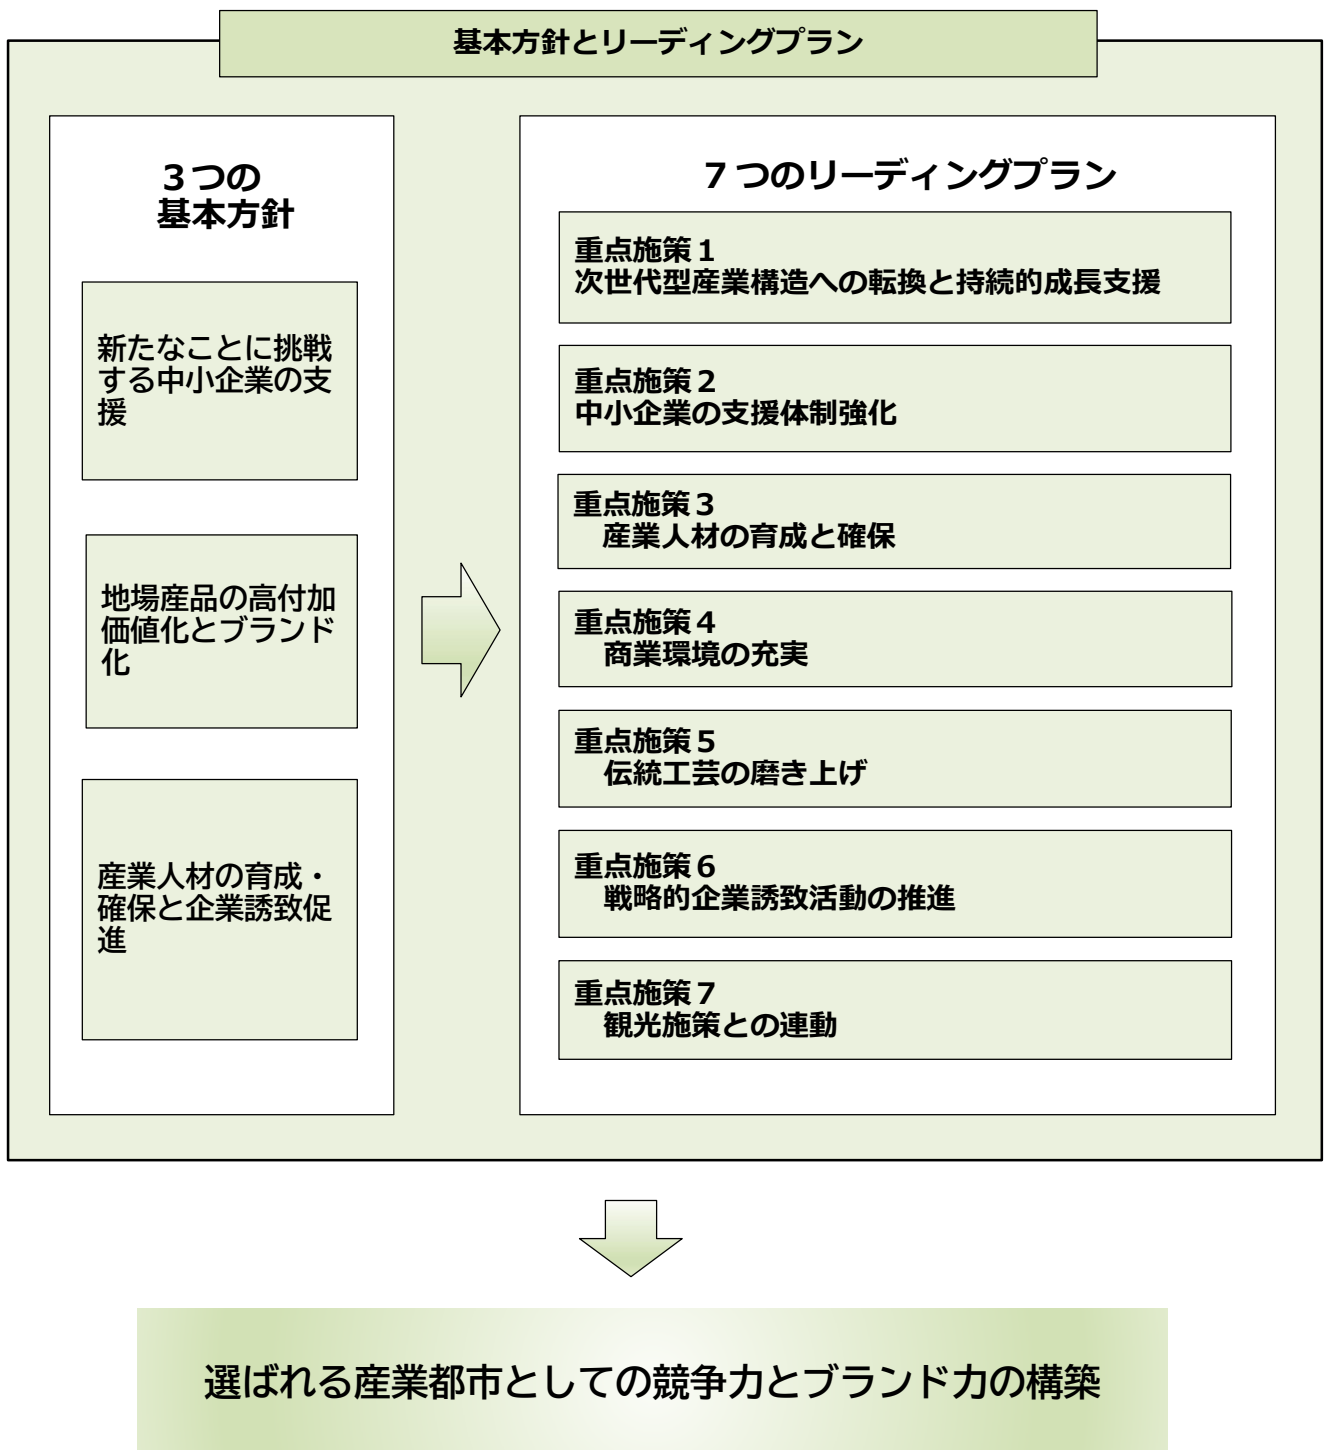 基本方針とリーディングプラン
３つの
基本方針
新たなことに挑戦
する中小企業の支
援
地場産品の高付加
価値化とブランド
化
産業人材の育成・
確保と企業誘致促
進
７つのリーディングプラン
重点施策１
次世代型産業構造への転換と持続的成長支援
重点施策２
中小企業の支援体制強化
重点施策３
産業人材の育成と確保
重点施策４
商業環境の充実
重点施策５
伝統工芸の磨き上げ
重点施策６
戦略的企業誘致活動の推進
重点施策７
観光施策との連動
選ばれる産業都市としての競争力とブランド力の構築